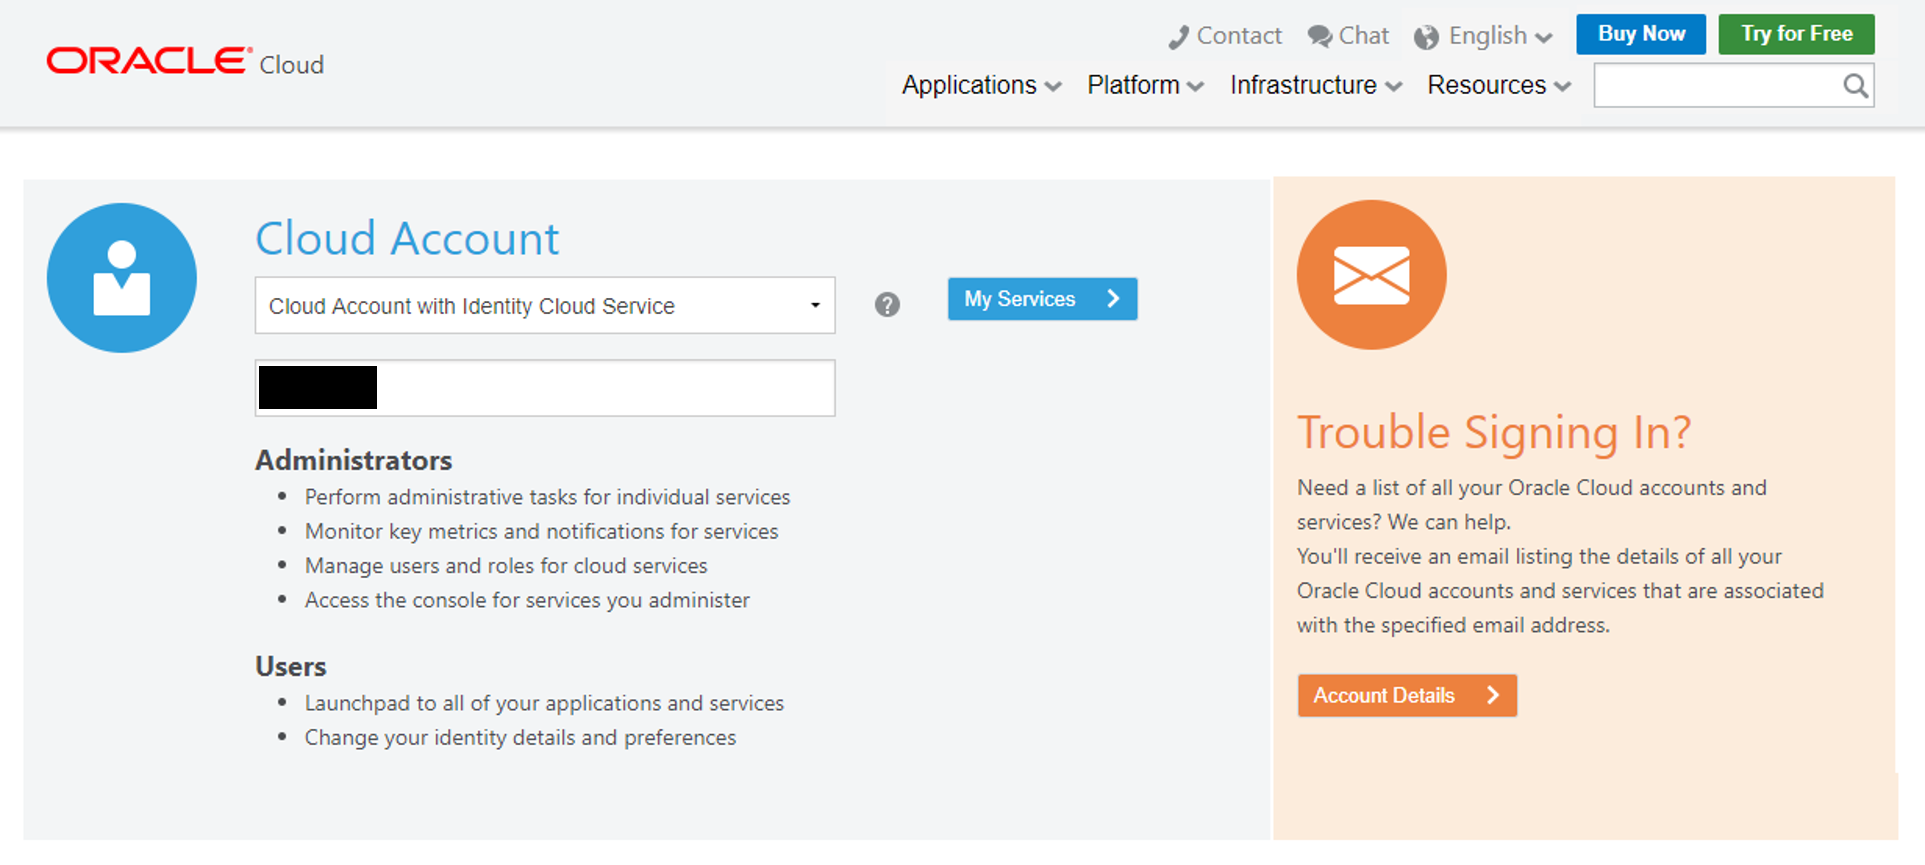 ORACLE Cloud
Contact Chat English Buy Now Try for Free
Applications Platform Infrastructure Resources
Cloud Account
Cloud Account with Identity Cloud Service
?
My Services
Administrators
• Perform administrative tasks for individual services
• Monitor key metrics and notifications for services
• Manage users and roles for cloud services
• Access the console for services you administer
Users
• Launchpad to all of your applications and services
• Change your identity details and preferences
Trouble Signing In?
Need a list of all your Oracle Cloud accounts and
services? We can help.
You'll receive an email listing the details of all your
Oracle Cloud accounts and services that are associated
with the specified email address.
Account Details